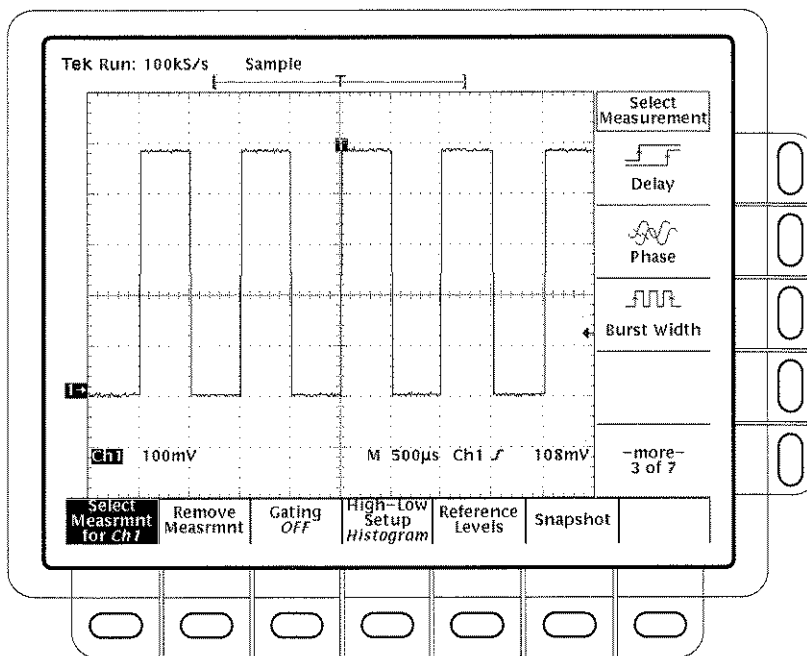 Tek Run: 100kS/s Sample
T
T
1→
Ch1 100mV M 500µs Ch1 108mV
Select
Measurement
Delay
Phase
Burst Width
-more-
3 of 7
Select
Measrmnt
for Ch1
Remove
Measrmnt
Gating
OFF
High-Low
Setup
Histogram
Reference
Levels
Snapshot